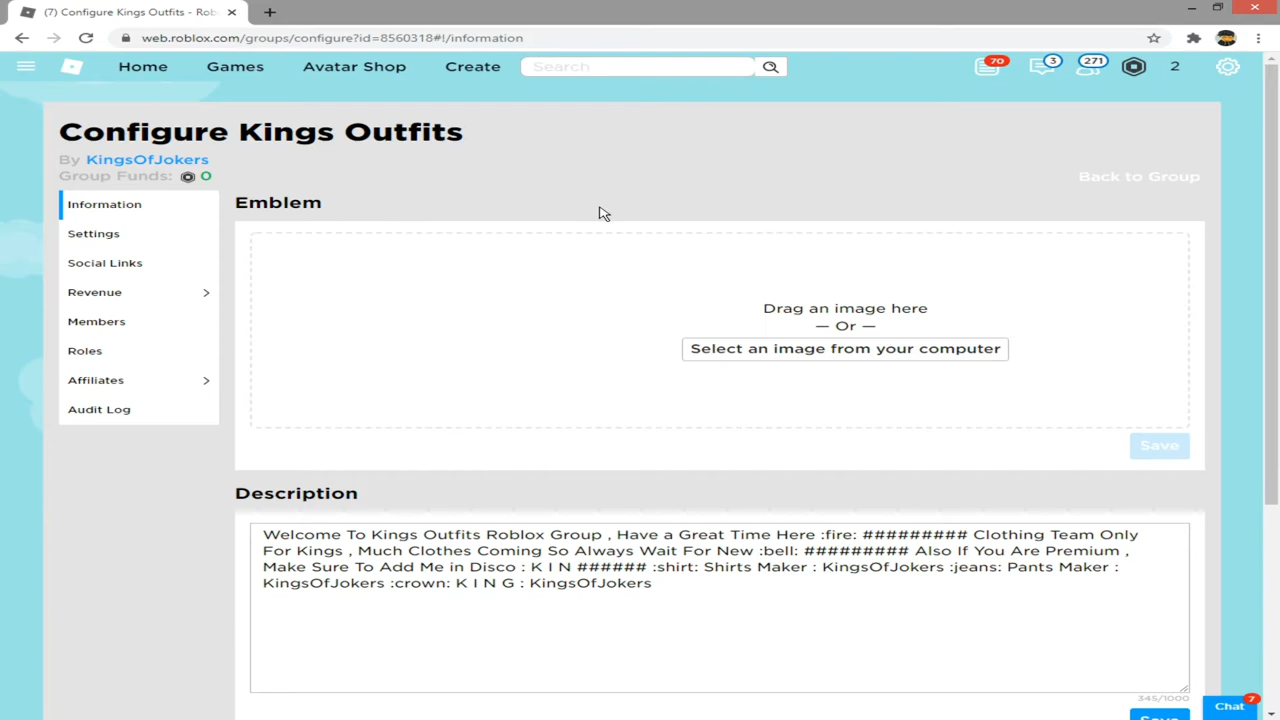 (7) Configure Kings Outfits - Rob
web.roblox.com/groups/configure?id=8560318#!/information
Home Games Avatar Shop Create Search 70 3 271 2
Configure Kings Outfits
By KingsOfJokers
Group Funds: 0
Back to Group
Information
Settings
Social Links
Revenue
Members
Roles
Affiliates
Audit Log
Emblem
Drag an image here
— Or —
Select an image from your computer
Save
Description
Welcome To Kings Outfits Roblox Group , Have a Great Time Here :fire: ######### Clothing Team Only
For Kings , Much Clothes Coming So Always Wait For New :bell: ######### Also If You Are Premium ,
Make Sure To Add Me in Disco : K I N ###### :shirt: Shirts Maker : KingsOfJokers :jeans: Pants Maker :
KingsOfJokers :crown: K I N G : KingsOfJokers
345/1000
Save
Chat 7